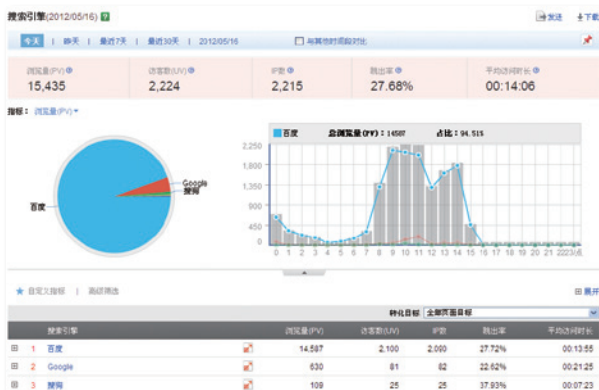 搜索引擎(2012/05/16) ?
发送 下载
今天 | 昨天 | 最近7天 | 最近30天 | 2012/05/16 与其他时间段对比
浏览量(PV) 访客数(UV) IP数 跳出率 平均访问时长
15,435 2,224 2,215 27.68% 00:14:06
指标： 浏览量(PV)
百度 总浏览量(PV)：14587 占比：94.51%
2,250
1,800
1,350
900
450
0
Google
搜狗
百度
0 1 2 3 4 5 6 7 8 9 10 11 12 13 14 15 16 17 18 19 20 21 22 23/点
自定义指标 | 高级筛选 展开
转化目标 全部页面目标
搜索引擎 浏览量(PV) 访客数(UV) IP数 跳出率 平均访问时长
1 百度 14,587 2,100 2,090 27.72% 00:13:55
2 Google 630 81 82 22.62% 00:21:25
3 搜狗 109 25 25 37.93% 00:07:23